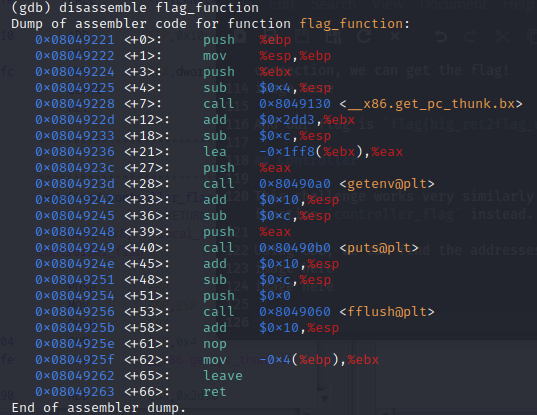 (gdb) disassemble flag_function
Dump of assembler code for function flag_function:
0×08049221 <+0>: push %ebp
0×08049222 <+1>: mov %esp,%ebp
0×08049224 <+3>: push %ebx
0×08049225 <+4>: sub $0×4,%esp
0×08049228 <+7>: call 0×8049130 <__x86.get_pc_thunk.bx>
0×0804922d <+12>: add $0×2dd3,%ebx
0×08049233 <+18>: sub $0×c,%esp
0×08049236 <+21>: lea -0×1ff8(%ebx),%eax
0×0804923c <+27>: push %eax
0×0804923d <+28>: call 0×80490a0 <getenv@plt>
0×08049242 <+33>: add $0×10,%esp
0×08049245 <+36>: sub $0×c,%esp
0×08049248 <+39>: push %eax
0×08049249 <+40>: call 0×80490b0 <puts@plt>
0×0804924e <+45>: add $0×10,%esp
0×08049251 <+48>: sub $0×c,%esp
0×08049254 <+51>: push $0×0
0×08049256 <+53>: call 0×8049060 <fflush@plt>
0×0804925b <+58>: add $0×10,%esp
0×0804925e <+61>: nop
0×0804925f <+62>: mov -0×4(%ebp),%ebx
0×08049262 <+65>: leave
0×08049263 <+66>: ret
End of assembler dump.